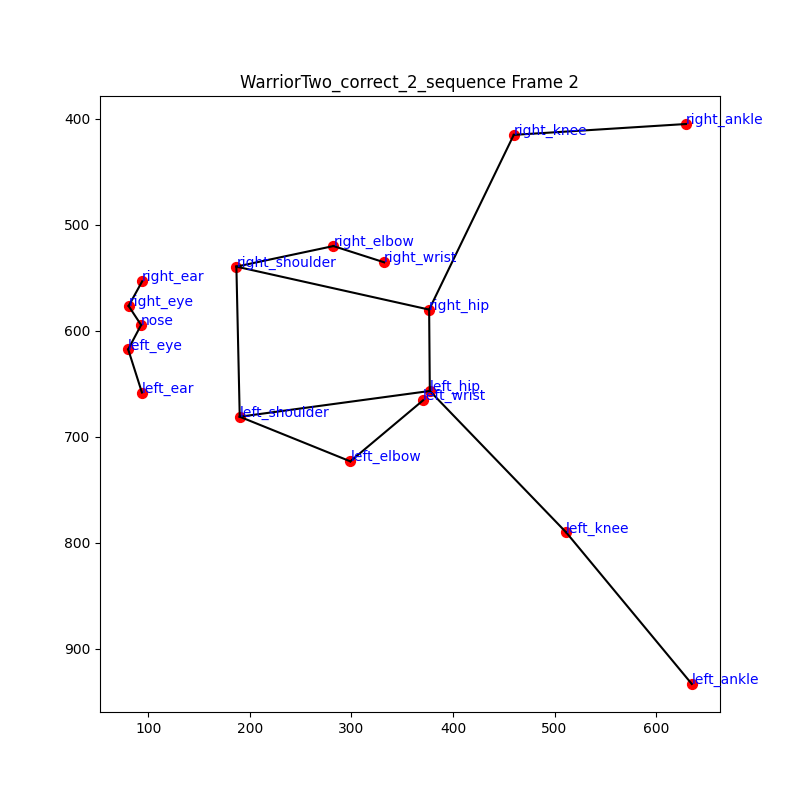 WarriorTwo_correct_2_sequence Frame 2
400
right_ankle
right_knee
500
right_elbow
right_wrist
right_shoulder
right_ear
right_eye
right_hip
600
nose
left_eye
left_hip
left_ear
left_wrist
left_shoulder
700
left_elbow
left_knee
800
left_ankle
900
100 200 300 400 500 600